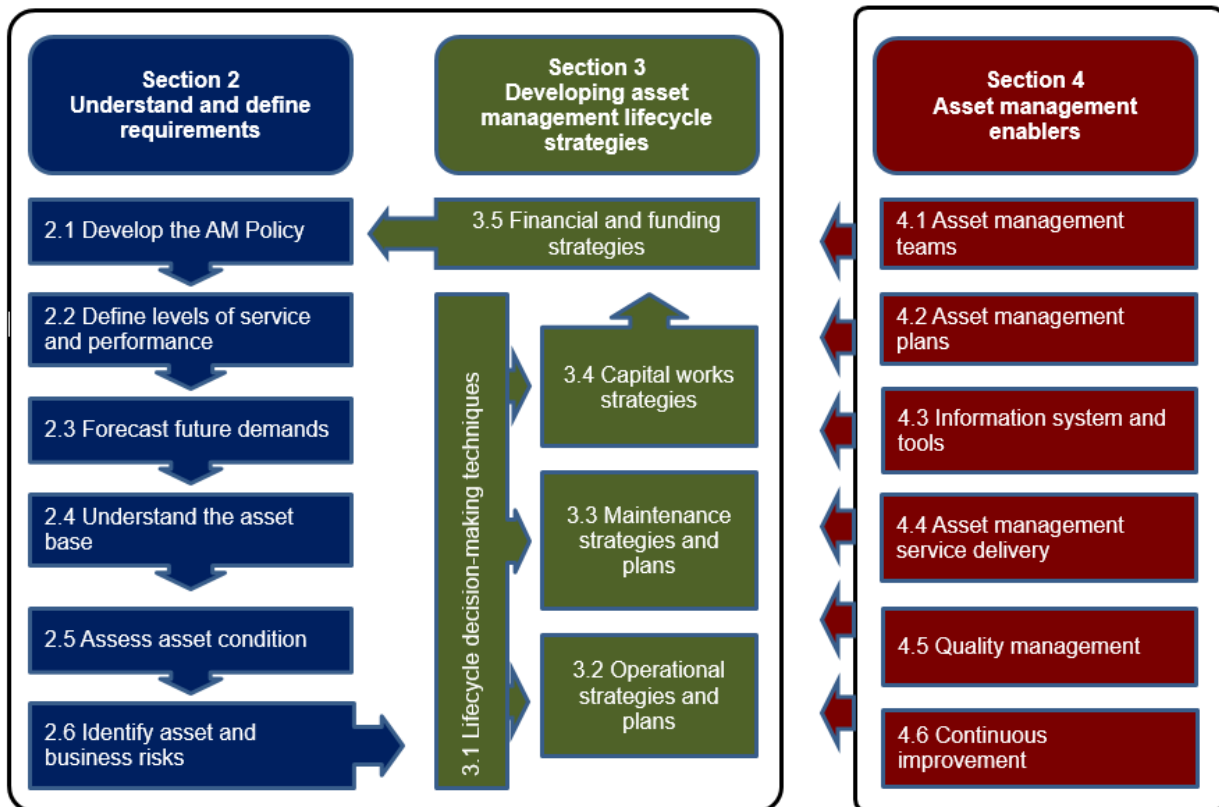 Section 2
Understand and define
requirements
2.1 Develop the AM Policy
2.2 Define levels of service
and performance
2.3 Forecast future demands
2.4 Understand the asset
base
2.5 Assess asset condition
2.6 Identify asset and
business risks
Section 3
Developing asset
management lifecycle
strategies
3.5 Financial and funding
strategies
3.1 Lifecycle decision-making techniques
3.4 Capital works
strategies
3.3 Maintenance
strategies and
plans
3.2 Operational
strategies and
plans
Section 4
Asset management
enablers
4.1 Asset management
teams
4.2 Asset management
plans
4.3 Information system and
tools
4.4 Asset management
service delivery
4.5 Quality management
4.6 Continuous
improvement